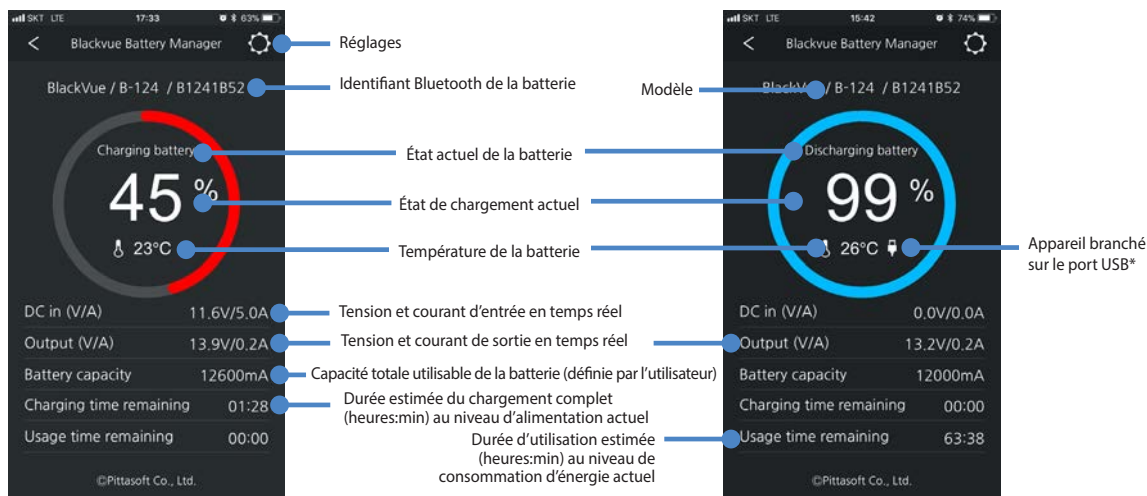 SKT LTE 17:33 63%
Blackvue Battery Manager
BlackVue / B-124 / B1241B52
Charging battery
45 %
23°C
DC in (V/A) 11.6V/5.0A
Output (V/A) 13.9V/0.2A
Battery capacity 12600mA
Charging time remaining 01:28
Usage time remaining 00:00
©Pittasoft Co., Ltd.
Réglages
Identifiant Bluetooth de la batterie
État actuel de la batterie
État de chargement actuel
Température de la batterie
Tension et courant d’entrée en temps réel
Tension et courant de sortie en temps réel
Capacité totale utilisable de la batterie (définie par l’utilisateur)
Durée estimée du chargement complet
(heures:min) au niveau d’alimentation actuel
Durée d’utilisation estimée
(heures:min) au niveau de
consommation d’énergie actuel
Modèle
SKT LTE 15:42 74%
Blackvue Battery Manager
BlackVue / B-124 / B1241B52
Discharging battery
99 %
26°C
DC in (V/A) 0.0V/0.0A
Output (V/A) 13.2V/0.2A
Battery capacity 12000mA
Charging time remaining 00:00
Usage time remaining 63:38
©Pittasoft Co., Ltd.
Appareil branché
sur le port USB*